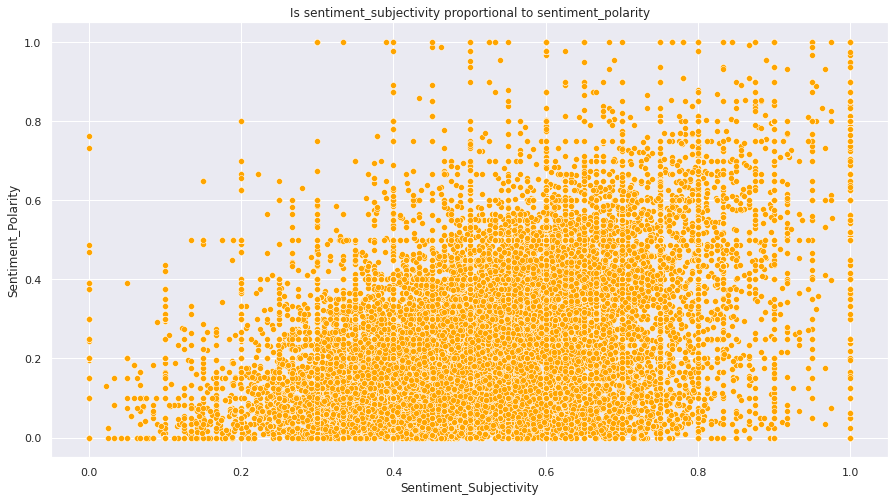 Is sentiment_subjectivity proportional to sentiment_polarity
1.0
0.8
0.6
0.4
0.2
0.0
Sentiment_Polarity
0.0 0.2 0.4 0.6 0.8 1.0
Sentiment_Subjectivity